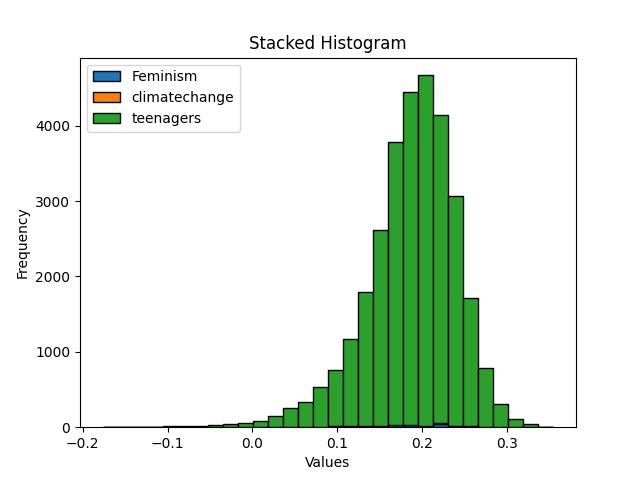 Stacked Histogram
Feminism
climatechange
teenagers
Frequency
4000
3000
2000
1000
0
−0.2 −0.1 0.0 0.1 0.2 0.3
Values